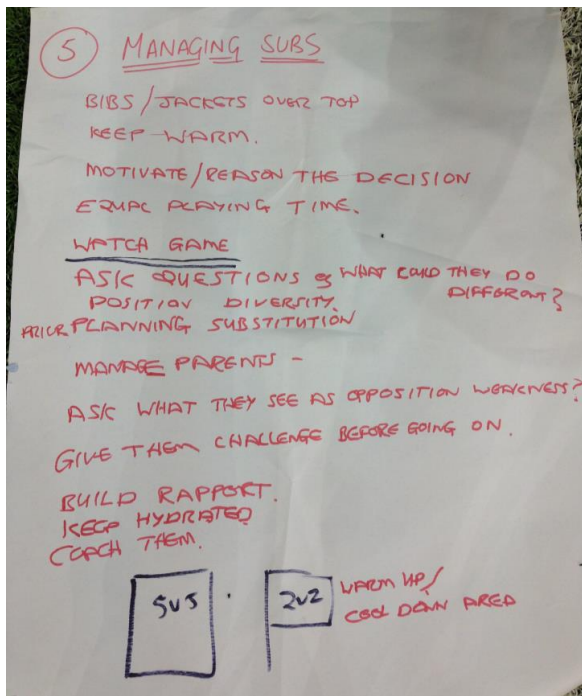 5 MANAGING SUBS
BIBS/JACKETS OVER TOP
KEEP WARM.
MOTIVATE/REASON THE DECISION
EQUAL PLAYING TIME.
WATCH GAME
ASK QUESTIONS eg WHAT COULD THEY DO DIFFERENT?
POSITION DIVERSITY.
PRIOR PLANNING SUBSTITUTION
MANAGE PARENTS -
ASK WHAT THEY SEE AS OPPOSITION WEAKNESS?
GIVE THEM CHALLENGE BEFORE GOING ON.
BUILD RAPPORT.
KEEP HYDRATED
COACH THEM.
5v5
2v2
WARM UP/
COOL DOWN AREA